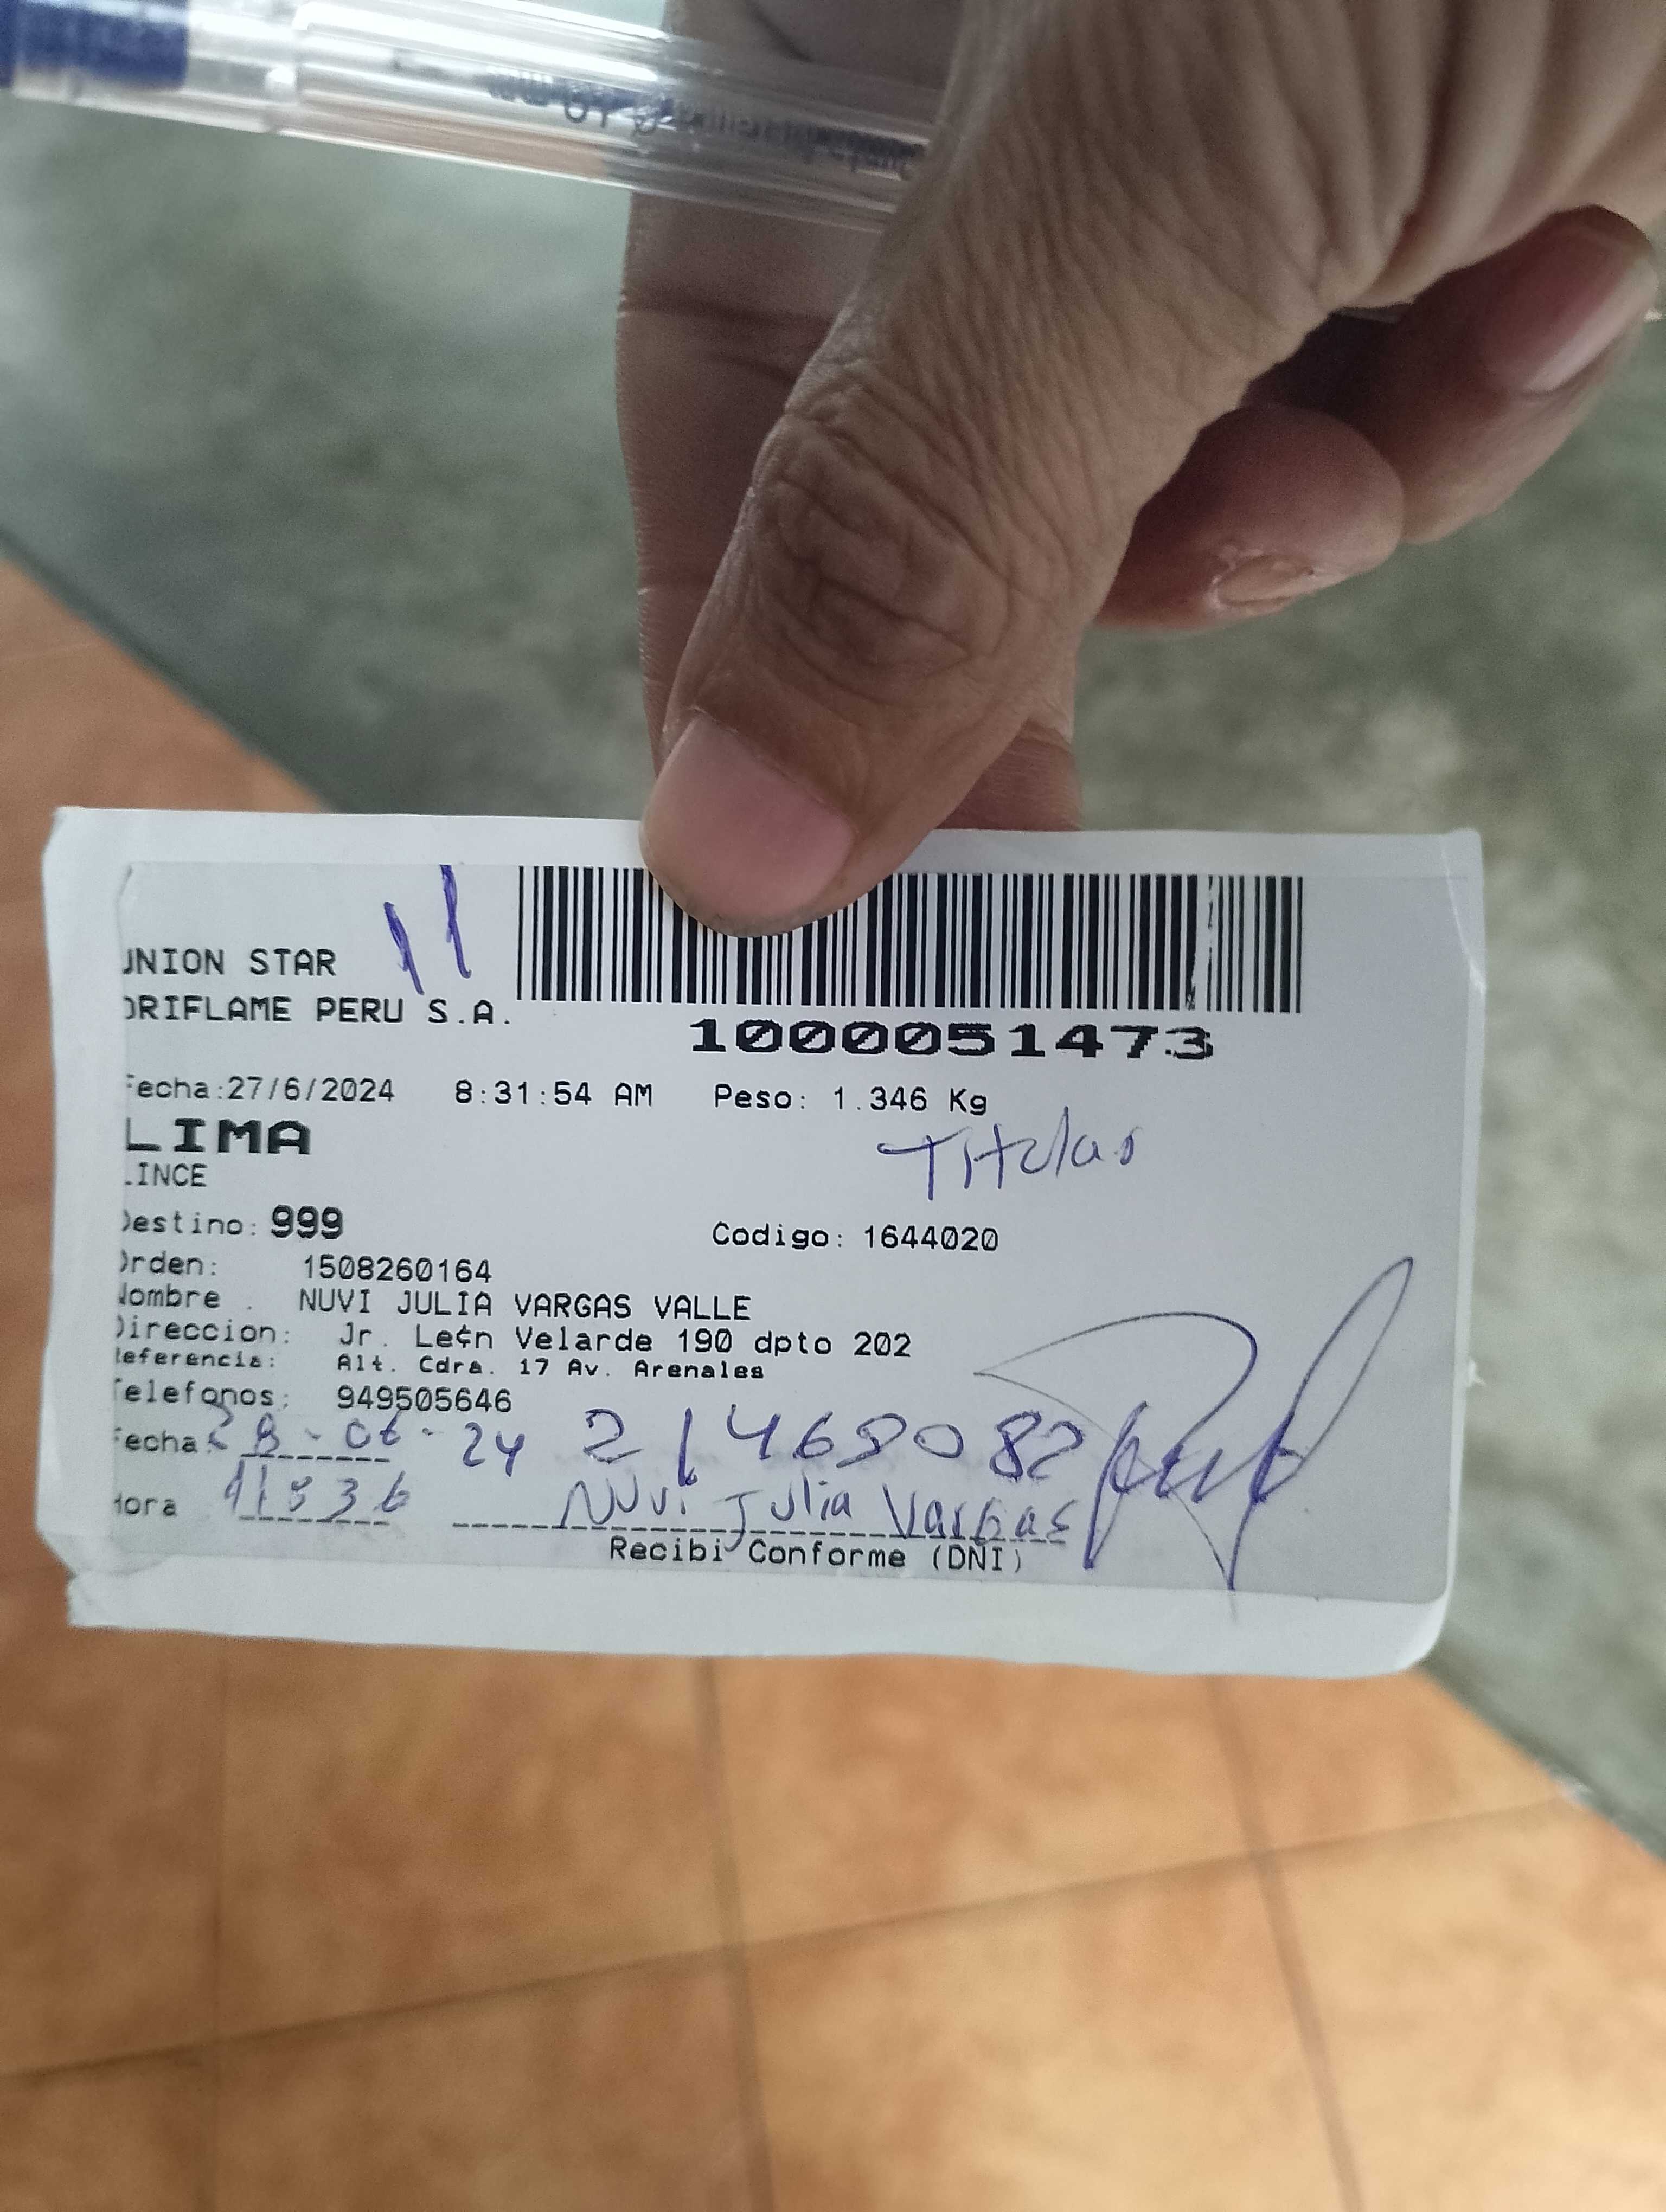 UNION STAR 11
ORIFLAME PERU S.A.
1000051473
Fecha:27/6/2024 8:31:54 AM Peso: 1.346 Kg
LIMA
LINCE
Titular
Destino: 999 Codigo: 1644020
Orden: 1508260164
Nombre : NUVI JULIA VARGAS VALLE
Direccion: Jr. Le¢n Velarde 190 dpto 202
Referencia: Alt. Cdra. 17 Av. Arenales
Telefonos: 949505646
Fecha: 28-06-24 21468082
Hora 11:36 Nuvi Julia Vargas
Recibi Conforme (DNI)